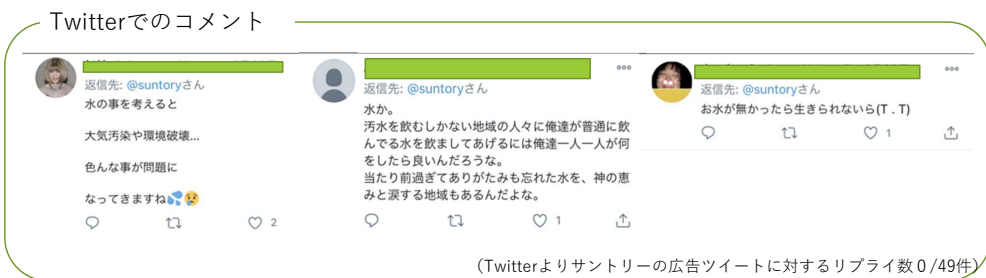 Twitterでのコメント
返信先: @suntoryさん
水の事を考えると
大気汚染や環境破壊...
色んな事が問題に
なってきますね💦😢
2
返信先: @suntoryさん
水か。
汚水を飲むしかない地域の人々に俺達が普通に飲
んでる水を飲ましてあげるには俺達一人一人が何
をしたら良いんだろうな。
当たり前過ぎてありがたみも忘れた水を、神の恵
みと涙する地域もあるんだよな。
1
返信先: @suntoryさん
お水が無かったら生きられないら(T . T)
1
(Twitterよりサントリーの広告ツイートに対するリプライ数０/49件)